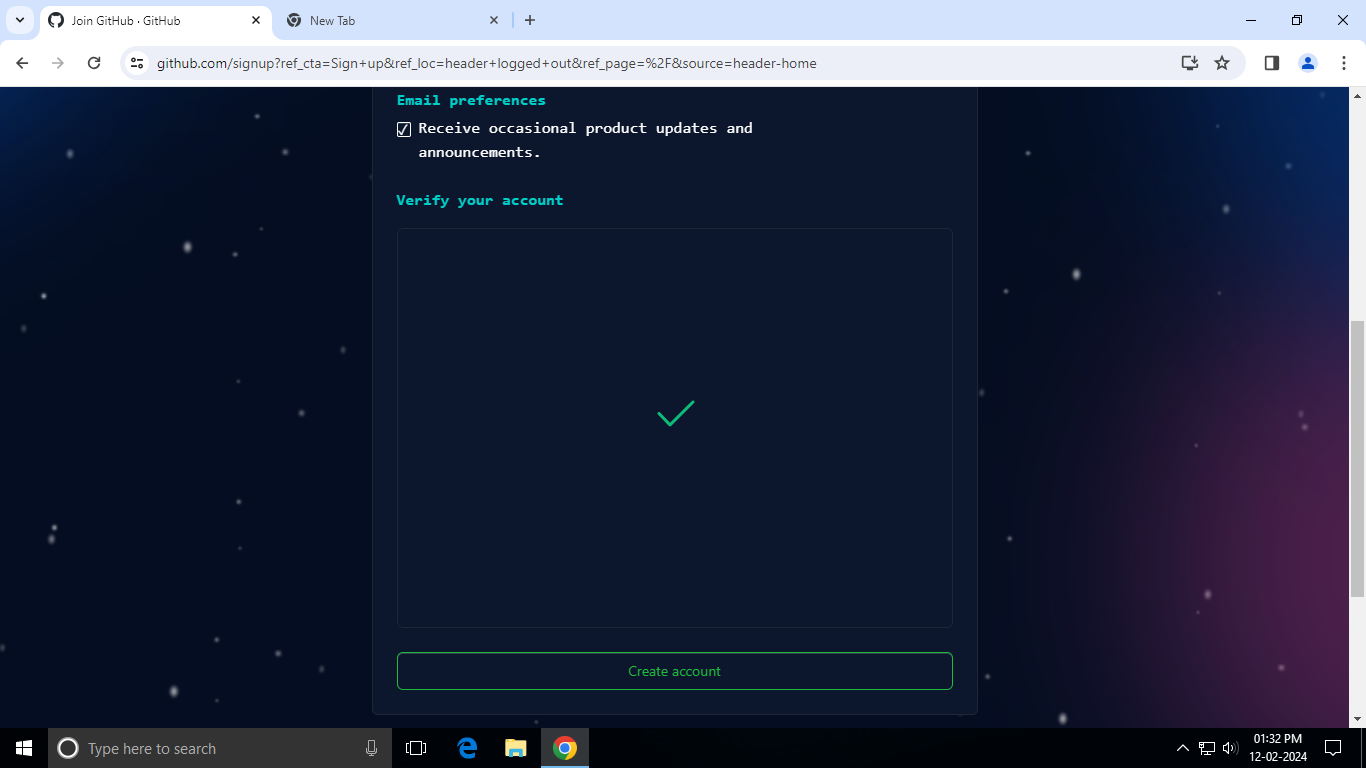 Join GitHub · GitHub
New Tab
github.com/signup?ref_cta=Sign+up&ref_loc=header+logged+out&ref_page=%2F&source=header-home
Email preferences
Receive occasional product updates and
announcements.
Verify your account
Create account
Type here to search
01:32 PM
12-02-2024